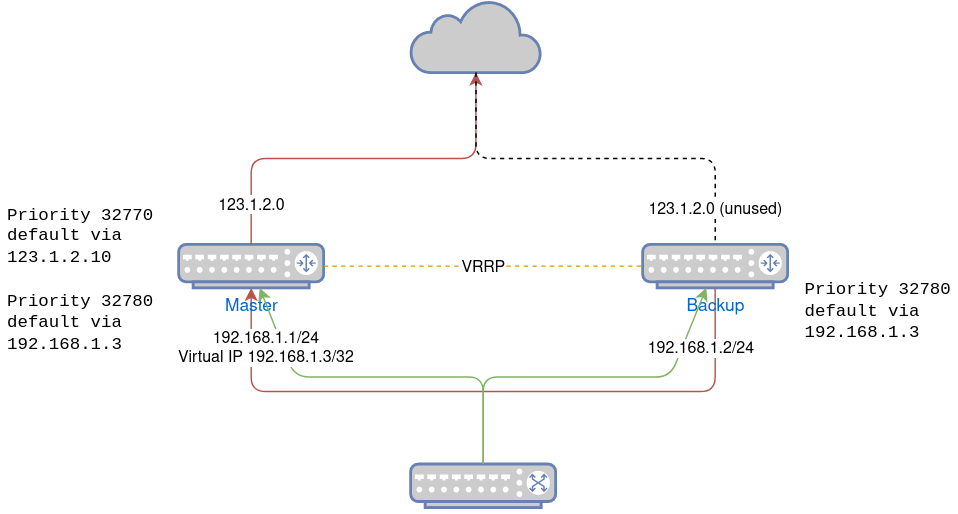 123.1.2.0
123.1.2.0 (unused)
Priority 32770
default via
123.1.2.10
VRRP
Priority 32780
default via
192.168.1.3
Master
Backup
Priority 32780
default via
192.168.1.3
192.168.1.1/24
Virtual IP 192.168.1.3/32
192.168.1.2/24